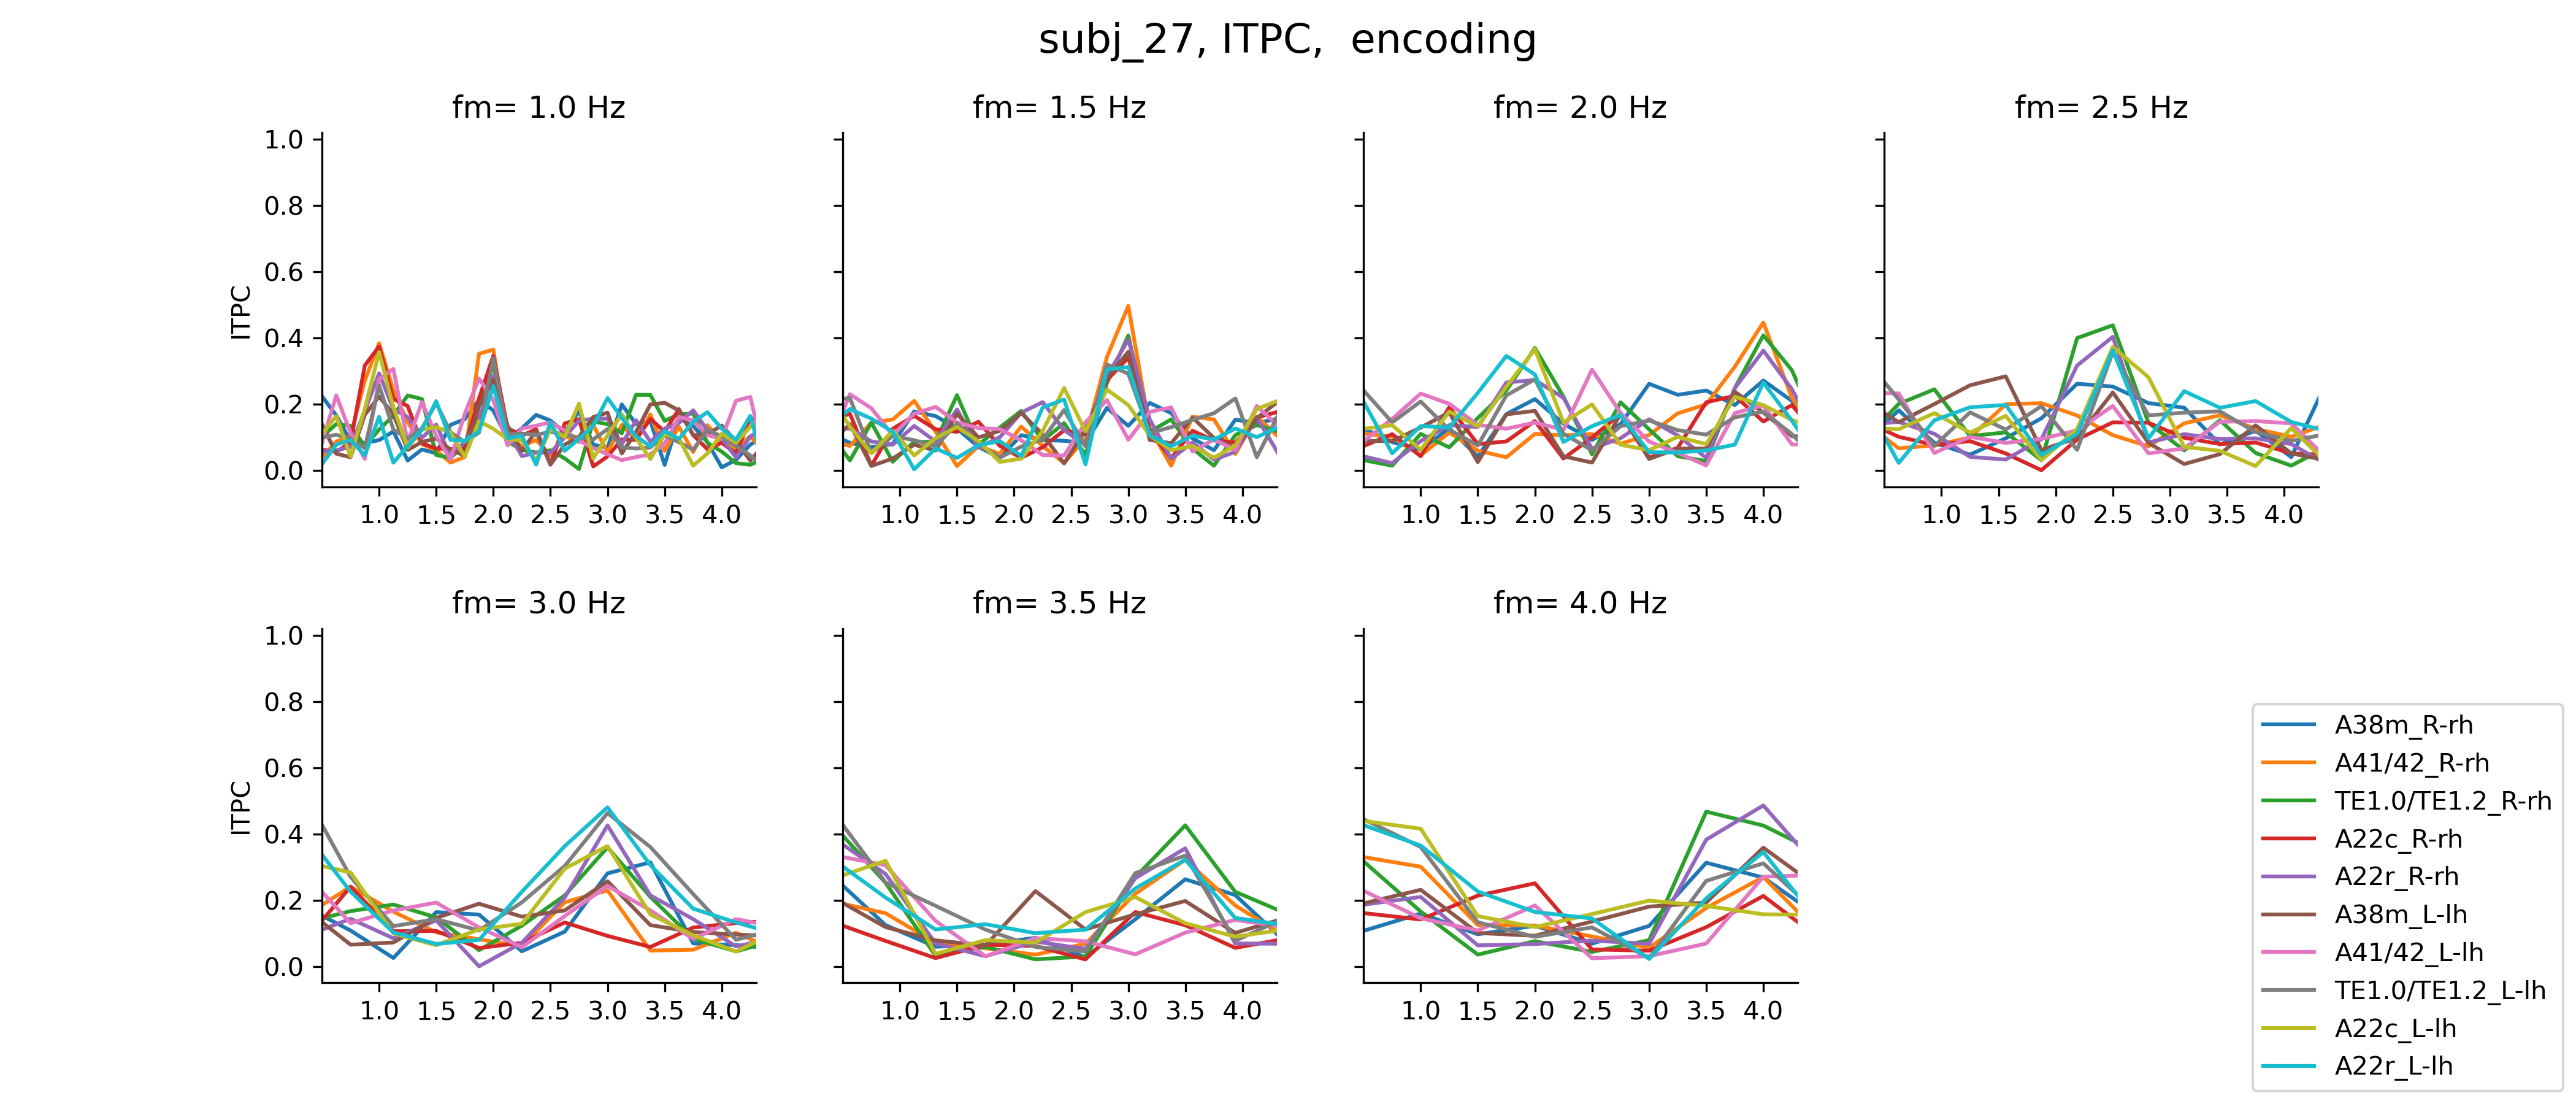 subj_27, ITPC,  encoding
fm= 1.0 Hz
fm= 1.5 Hz
fm= 2.0 Hz
fm= 2.5 Hz
ITPC
1.0
0.8
0.6
0.4
0.2
0.0
1.0 1.5 2.0 2.5 3.0 3.5 4.0
1.0 1.5 2.0 2.5 3.0 3.5 4.0
1.0 1.5 2.0 2.5 3.0 3.5 4.0
1.0 1.5 2.0 2.5 3.0 3.5 4.0
fm= 3.0 Hz
fm= 3.5 Hz
fm= 4.0 Hz
ITPC
1.0
0.8
0.6
0.4
0.2
0.0
1.0 1.5 2.0 2.5 3.0 3.5 4.0
1.0 1.5 2.0 2.5 3.0 3.5 4.0
1.0 1.5 2.0 2.5 3.0 3.5 4.0
A38m_R-rh
A41/42_R-rh
TE1.0/TE1.2_R-rh
A22c_R-rh
A22r_R-rh
A38m_L-lh
A41/42_L-lh
TE1.0/TE1.2_L-lh
A22c_L-lh
A22r_L-lh